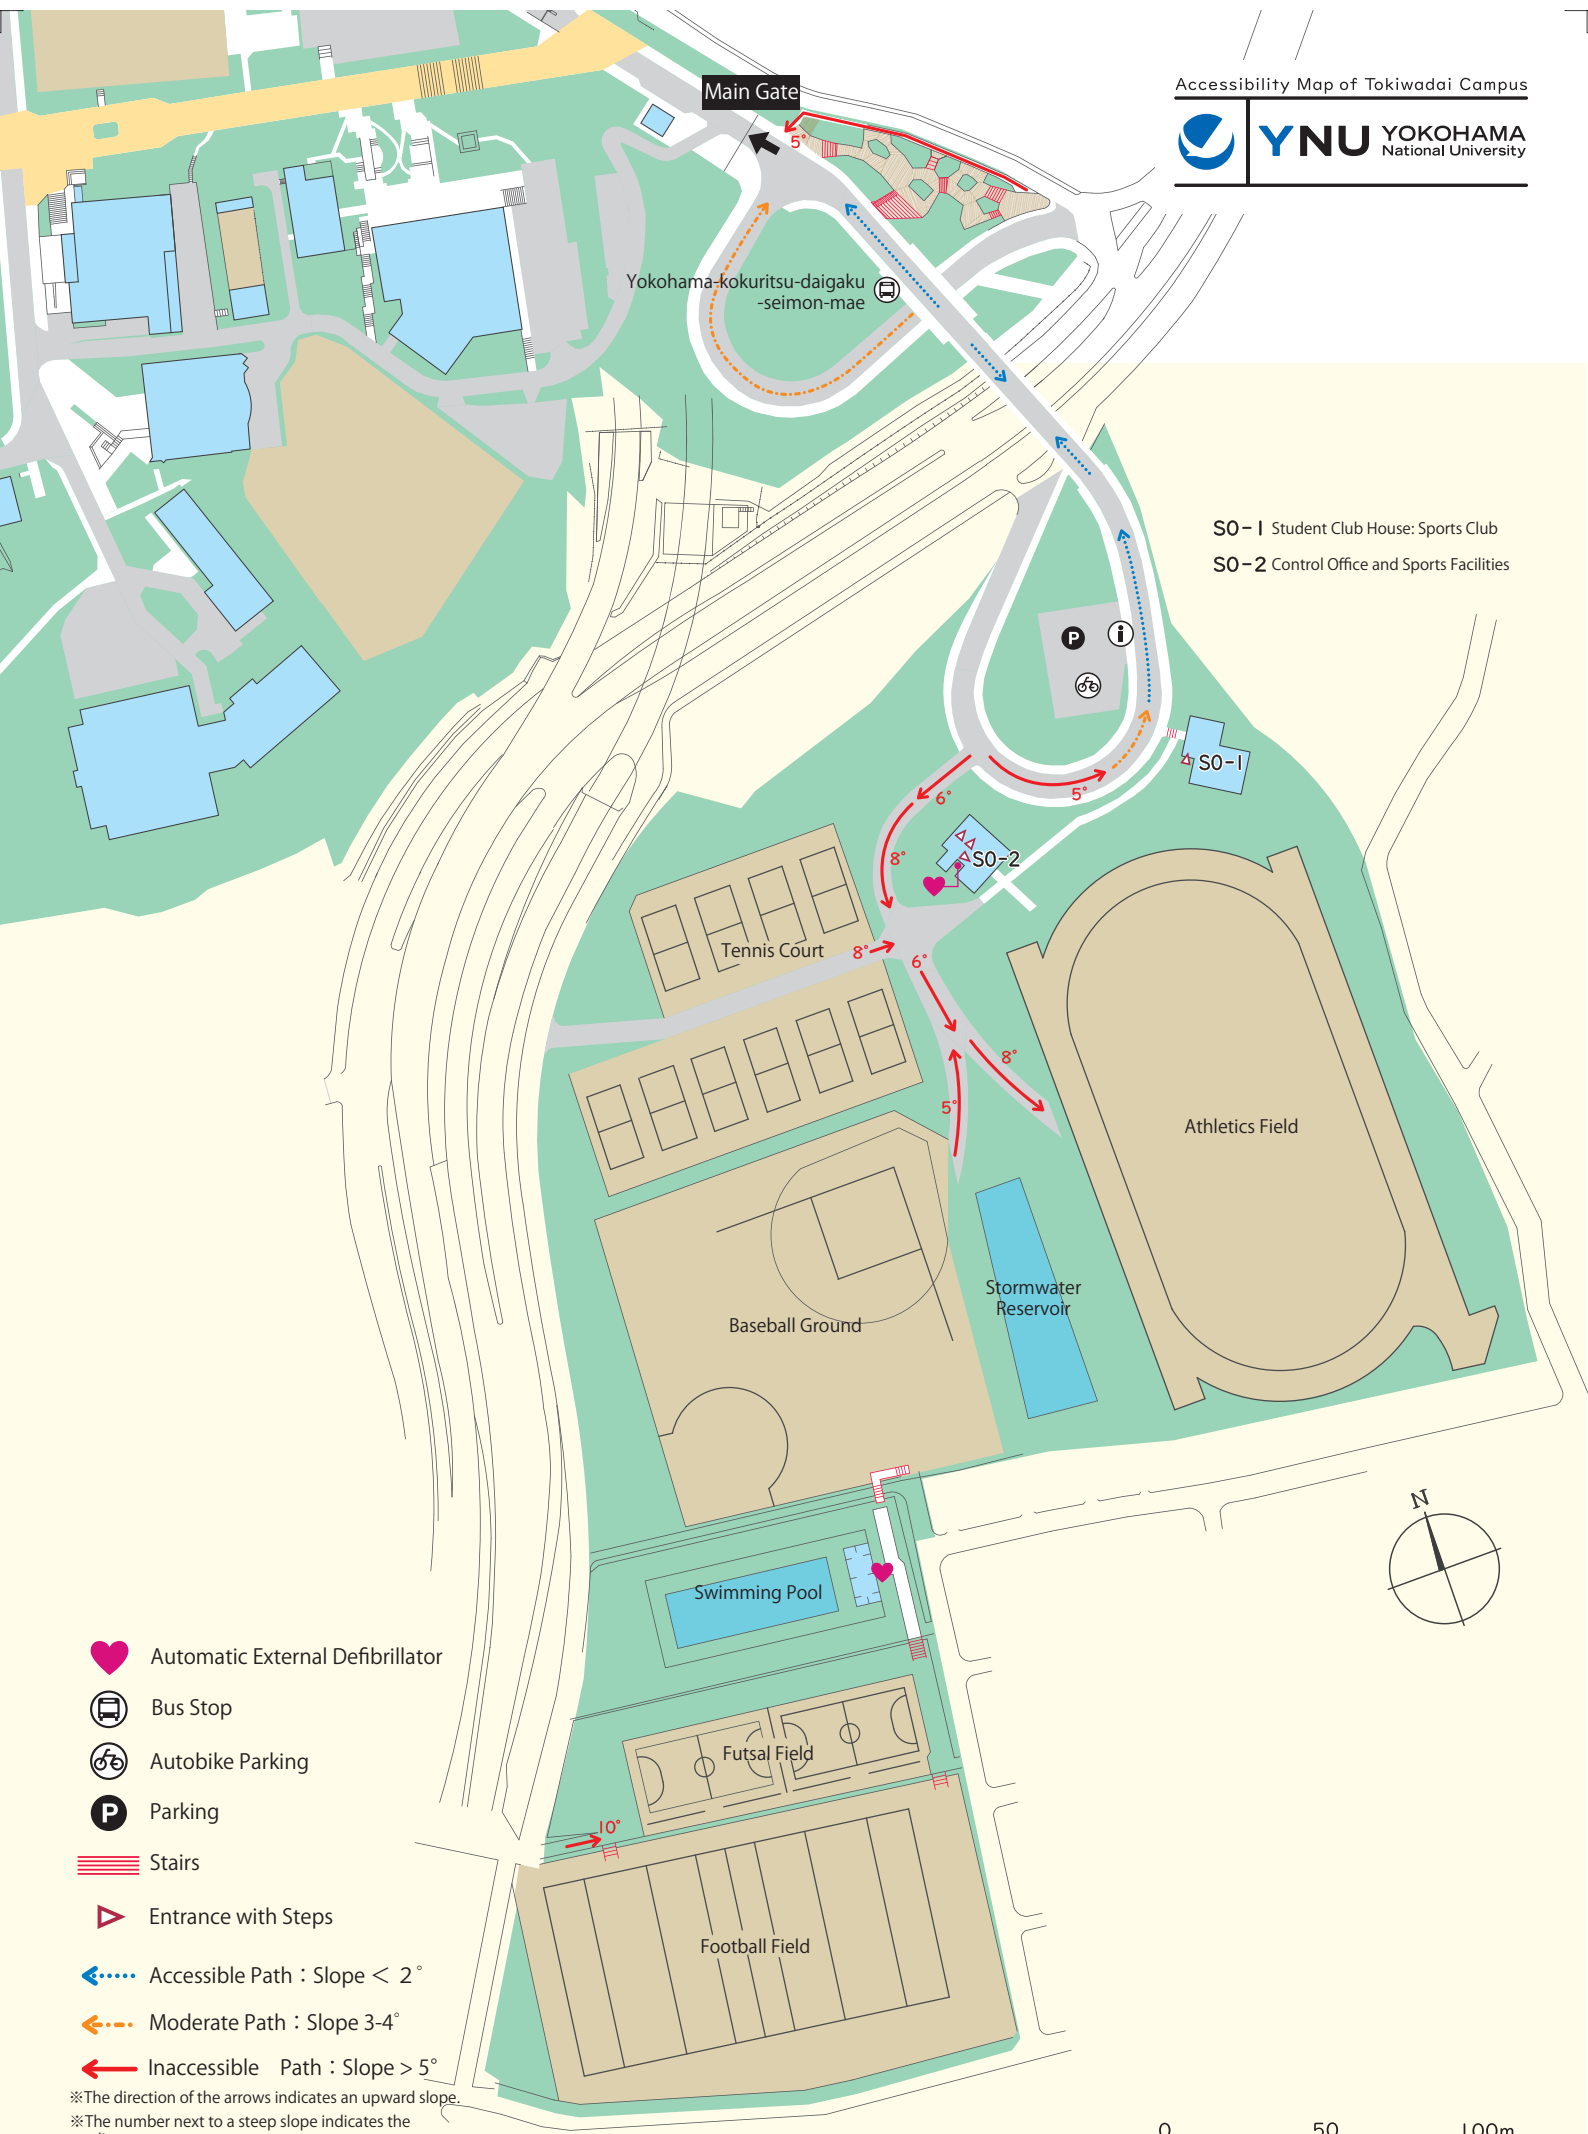 Main Gate
Accessibility Map of Tokiwadai Campus
YNU YOKOHAMA
National University
5°
Yokohama-kokuritsu-daigaku
-seimon-mae
S0-1 Student Club House: Sports Club
S0-2 Control Office and Sports Facilities
P
i
S0-1
6°
5°
8°
S0-2
Tennis Court
8°
6°
8°
5°
Athletics Field
Stormwater
Reservoir
Baseball Ground
N
Swimming Pool
Futsal Field
10°
Football Field
Automatic External Defibrillator
Bus Stop
Autobike Parking
P Parking
Stairs
Entrance with Steps
Accessible Path：Slope < 2°
Moderate Path：Slope 3-4°
Inaccessible Path：Slope > 5°
※The direction of the arrows indicates an upward slope.
※The number next to a steep slope indicates the
0 50 100m